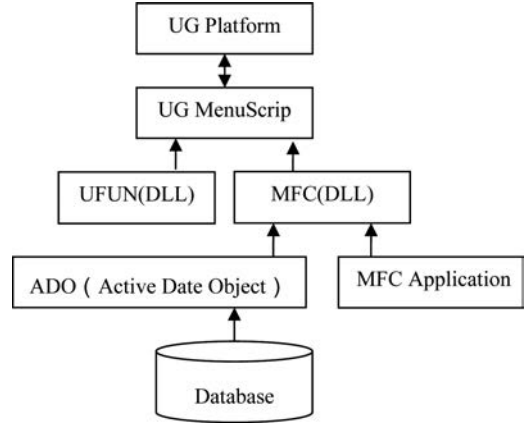 UG Platform
UG MenuScrip
UFUN(DLL)
MFC(DLL)
ADO ( Active Date Object )
MFC Application
Database